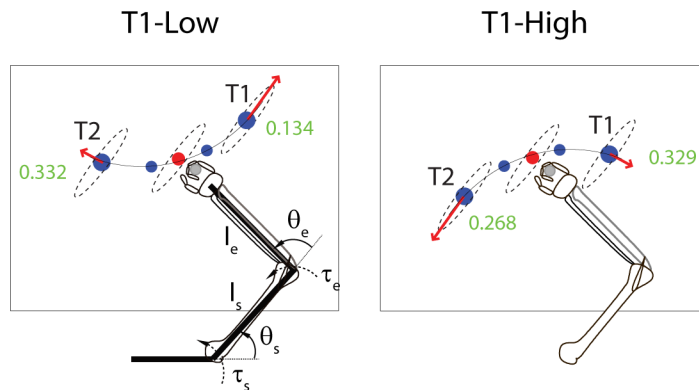 T1-Low
T1-High
T1
T2
0.134
0.332
T1
T2
0.329
0.268
θe
le
τe
ls
θs
τs